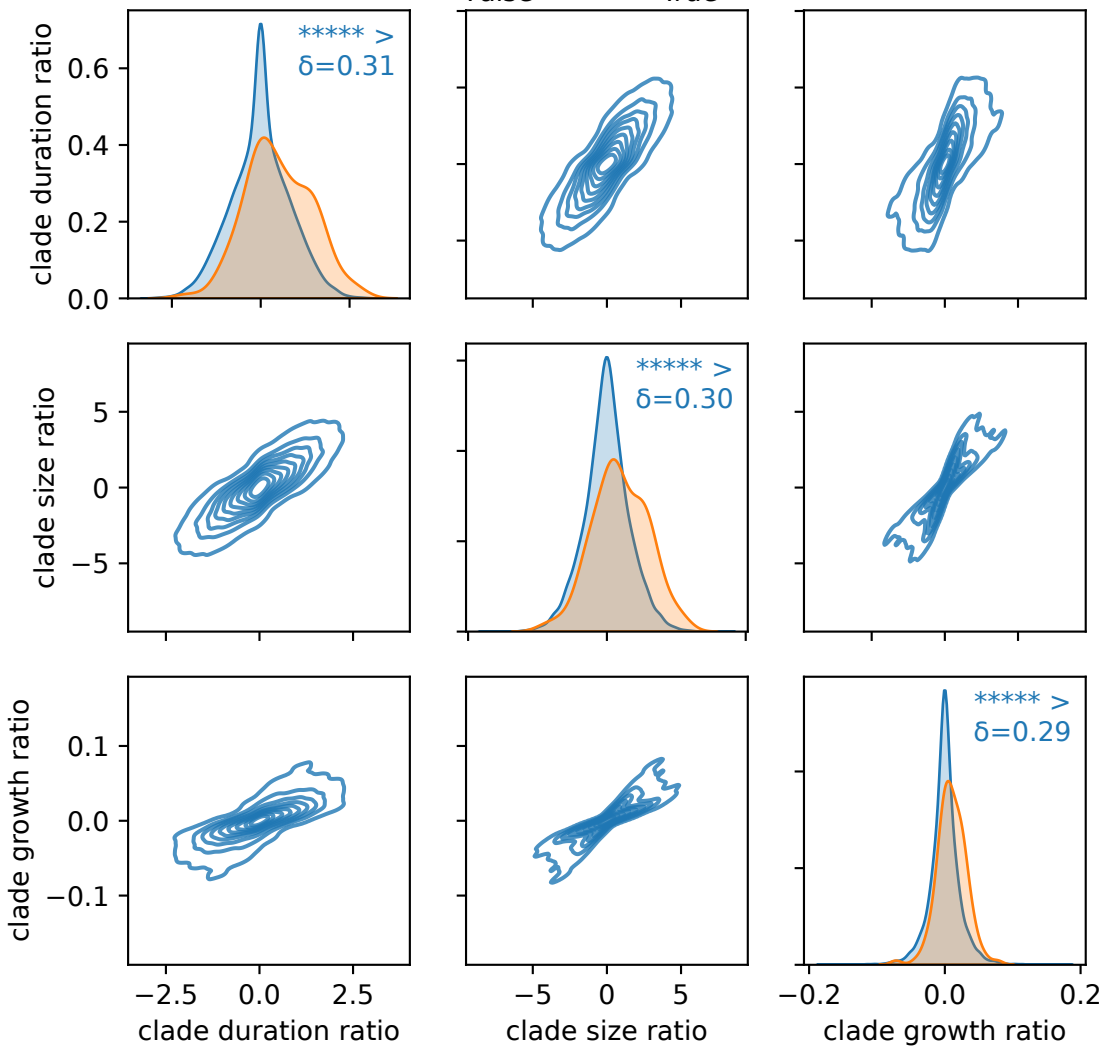 False True
clade duration ratio
0.6
0.4
0.2
0.0
***** >
δ=0.31
clade size ratio
5
0
−5
***** >
δ=0.30
clade growth ratio
0.1
0.0
−0.1
***** >
δ=0.29
−2.5 0.0 2.5
−5 0 5
−0.2 0.0 0.2
clade duration ratio
clade size ratio
clade growth ratio